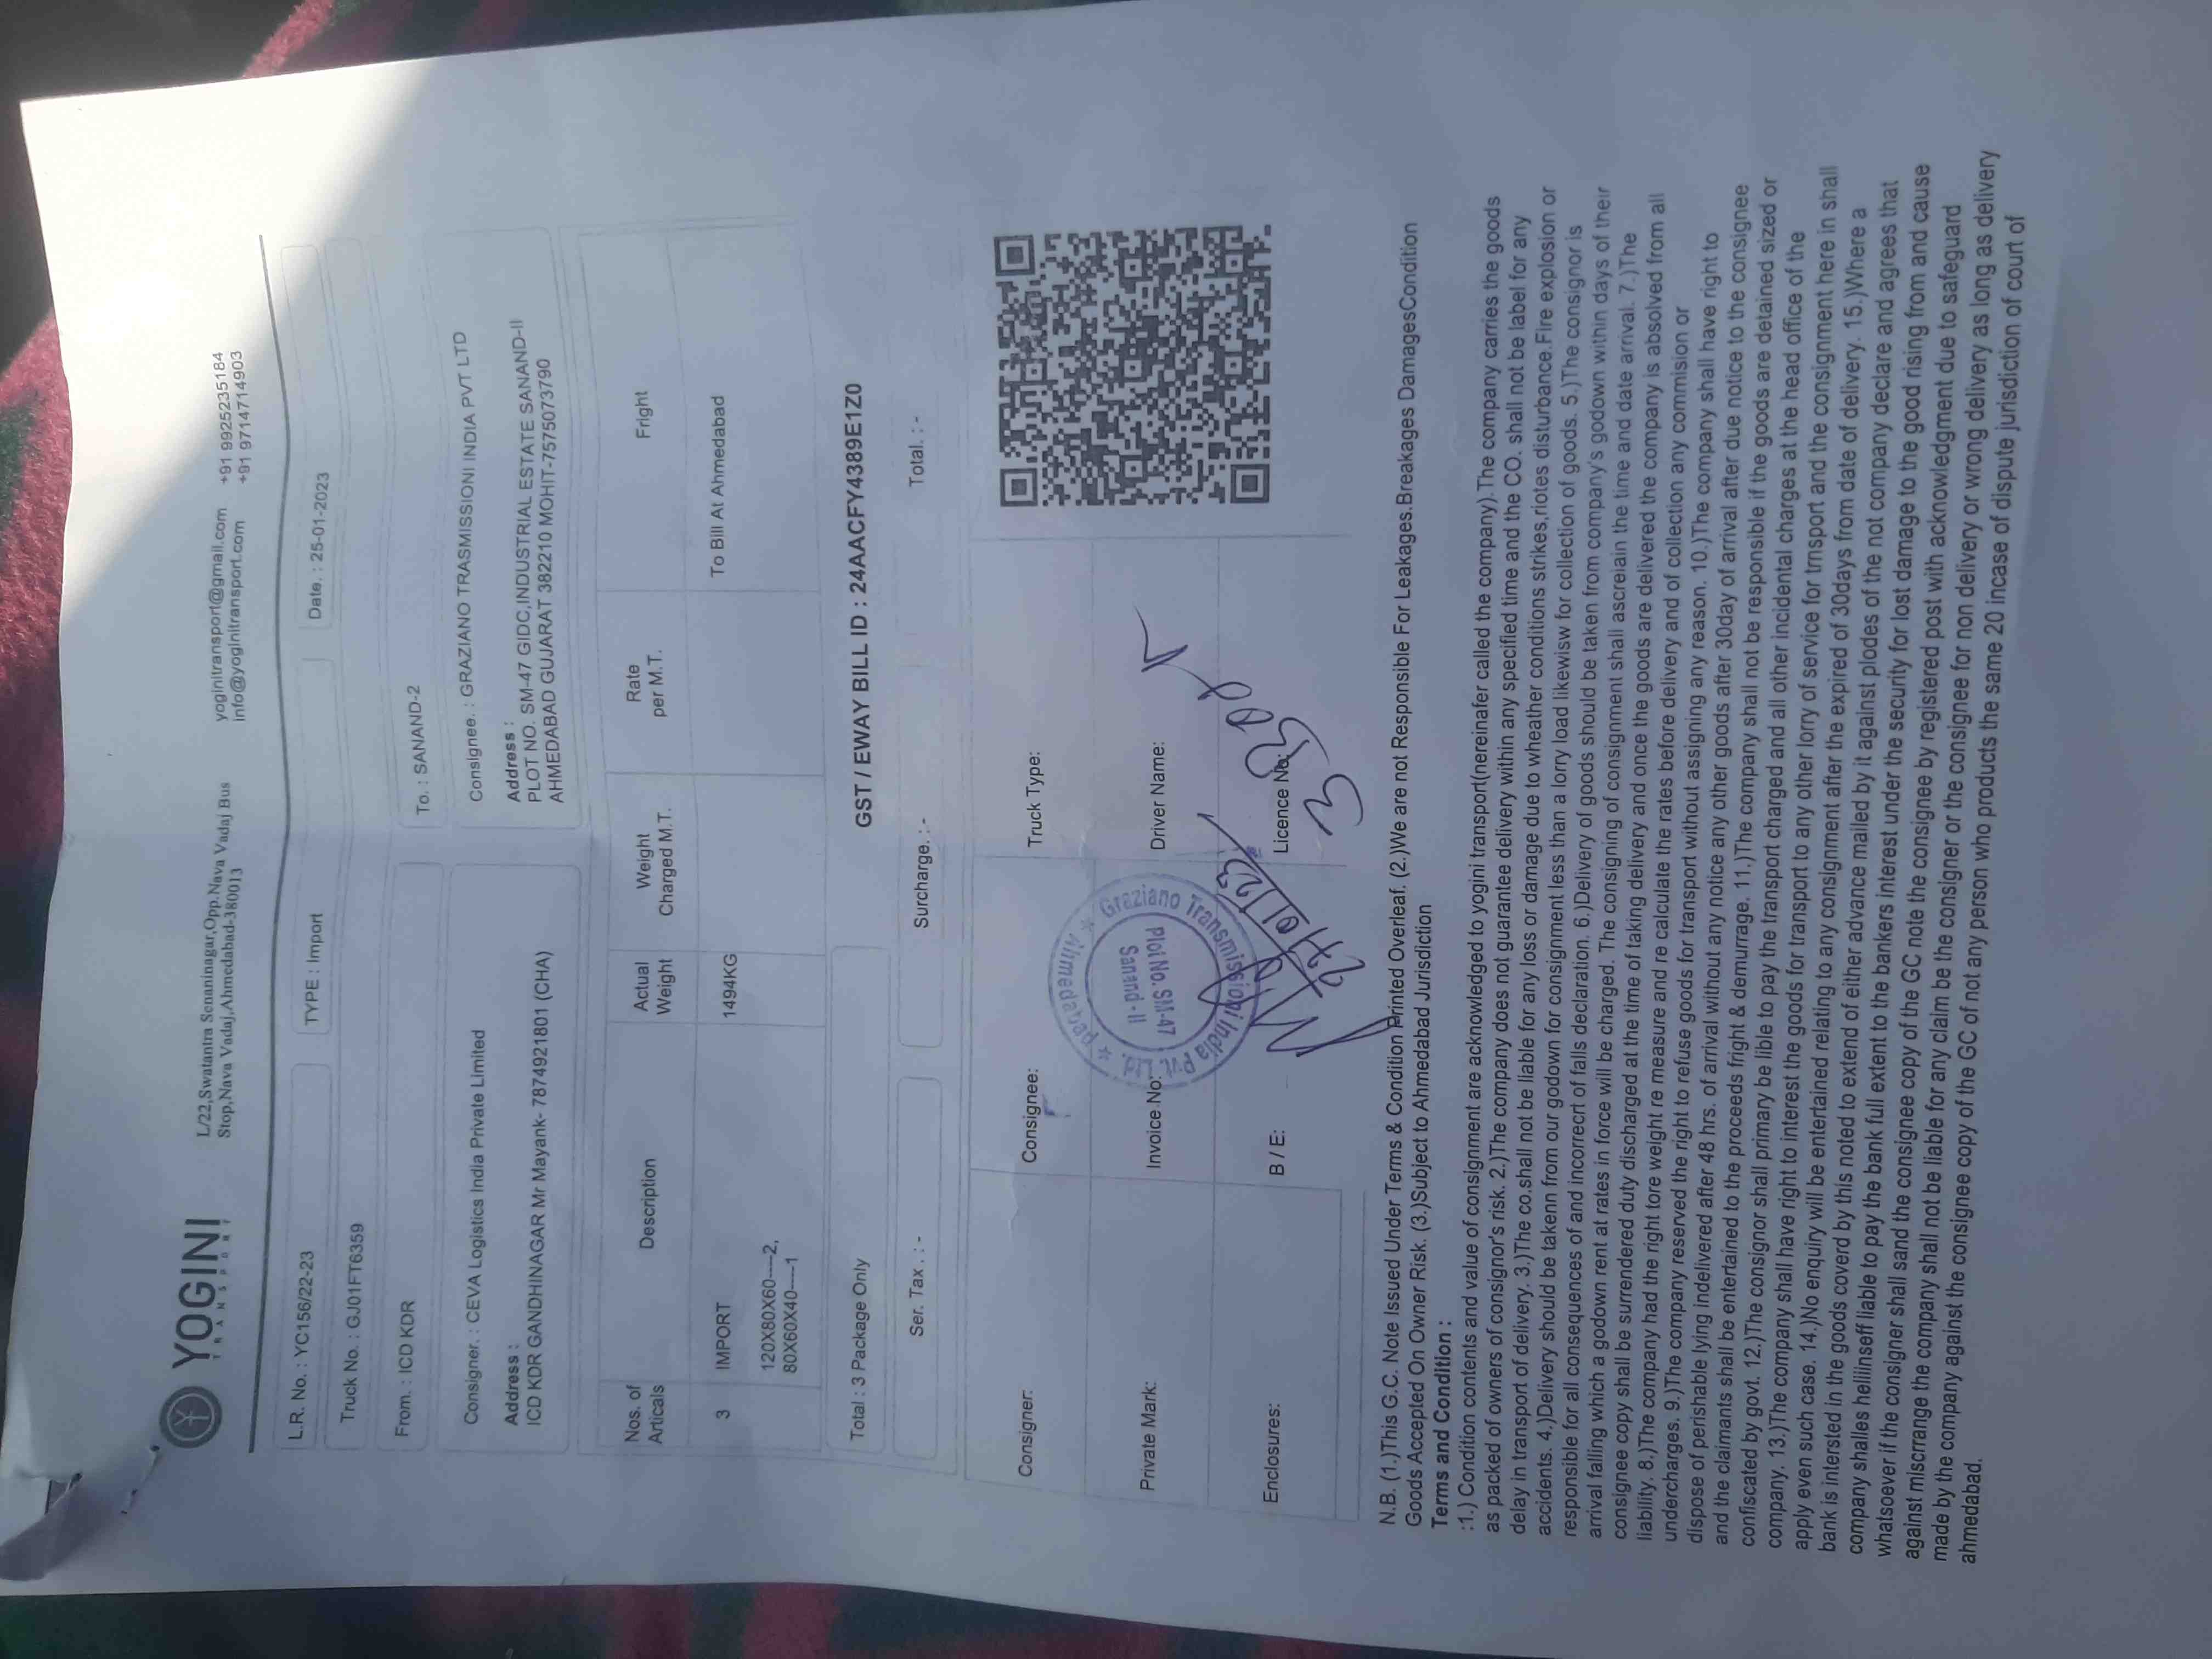 YOGINI
TRANSPORT
L/22,Swatantra Senaninagar,Opp.Nava Vadaj Bus
Stop,Nava Vadaj,Ahmedabad-380013
yoginitransport@gmail.com
info@yoginitransport.com
+91 9925235184
+91 9714714903
L.R. No. : YC156/22-23
TYPE : Import
Date. : 25-01-2023
Truck No. : GJ01FT6359
From. : ICD KDR
To. : SANAND-2
Consigner. : CEVA Logistics India Private Limited
Address :
ICD KDR GANDHINAGAR Mr Mayank- 7874921801 (CHA)
Consignee. : GRAZIANO TRASMISSIONI INDIA PVT LTD
Address :
PLOT NO. SM-47 GIDC,INDUSTRIAL ESTATE SANAND-II
AHMEDABAD GUJARAT 382210 MOHIT-7575073790
Nos. of
Articals
Description
Actual
Weight
Weight
Charged M.T.
Rate
per M.T.
Fright
3
IMPORT
1494KG
To Bill At Ahmedabad
120X80X60----2,
80X60X40----1
Total : 3 Package Only
GST / EWAY BILL ID : 24AACFY4389E1Z0
Ser. Tax . : -
Surcharge. : -
Total. : -
Consigner:
Consignee:
Truck Type:
Graziano Transmissioni India Pvt. Ltd. * Ahmedabad *
Plot No. SM-47
Sanand - II
Private Mark:
Invoice No:
Driver Name:
27/01/23
3 Box
Enclosures:
B / E:
Licence No:
N.B. (1.)This G.C. Note Issued Under Terms & Condition Printed Overleaf. (2.)We are not Responsible For Leakages.Breakages DamagesCondition
Goods Accepted On Owner Risk. (3.)Subject to Ahmedabad Jurisdiction
Terms and Condition :
:1.) Condition contents and value of consignment are acknowledged to yogini transport(nereinafer called the company).The company carries the goods
as packed of owners of consignor's risk. 2.)The company does not guarantee delivery within any specified time and the CO. shall not be label for any
delay in transport of delivery. 3.)The co.shall not be liable for any loss or damage due to wheather conditions strikes,riotes disturbance.Fire explosion or
accidents. 4.)Delivery should be takenn from our godown for consignment less than a lorry load likewisw for collection of goods. 5.)The consignor is
responsible for all consequences of and incorrecrt of falls declaration. 6.)Delivery of goods should be taken from company's godown within days of their
arrival falling which a godown rent at rates in force will be charged. The consigning of consignment shall ascreiain the time and date arrival. 7.)The
consignee copy shall be surrendered duty discharged at the time of taking delivery and once the goods are delivered the company is absolved from all
liability. 8.)The company had the right tore weight re measure and re calculate the rates before delivery and of collection any commision or
undercharges. 9.)The company reserved the right to refuse goods for transport without assigning any reason. 10.)The company shall have right to
dispose of perishable lying indelivered after 48 hrs. of arrival without any notice any other goods after 30day of arrival after due notice to the consignee
and the claimants shall be entertained to the proceeds fright & demurrage. 11.)The company shall not be responsible if the goods are detained sized or
confiscated by govt. 12.)The consignor shall primary be lible to pay the transport charged and all other incidental charges at the head office of the
company. 13.)The company shall have right to interest the goods for transport to any other lorry of service for trnsport and the consignment here in shall
apply even such case. 14.)No enquiry will be entertained relating to any consignment after the expired of 30days from date of delivery. 15.)Where a
bank is intersted in the goods coverd by this noted to extend of either advance mailed by it against plodes of the not company declare and agrees that
company shalles helliinseff liable to pay the bank full extent to the bankers interest under the security for lost damage to the good rising from and cause
whatsoever if the consigner shall sand the consignee copy of the GC note the consignee by registered post with acknowledgment due to safeguard
against miscrrange the company shall not be liable for any claim be the consigner or the consignee for non delivery or wrong delivery as long as delivery
made by the company against the consignee copy of the GC of not any person who products the same 20 incase of dispute jurisdiction of court of
ahmedabad.